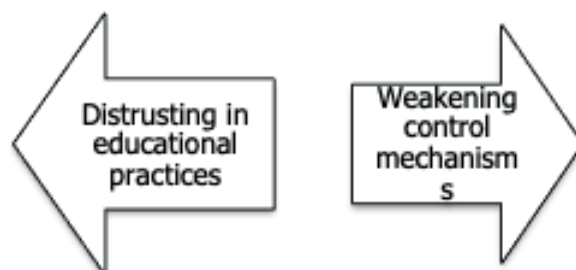 Distrusting in
educational
practices
Weakening
control
mechanism
s